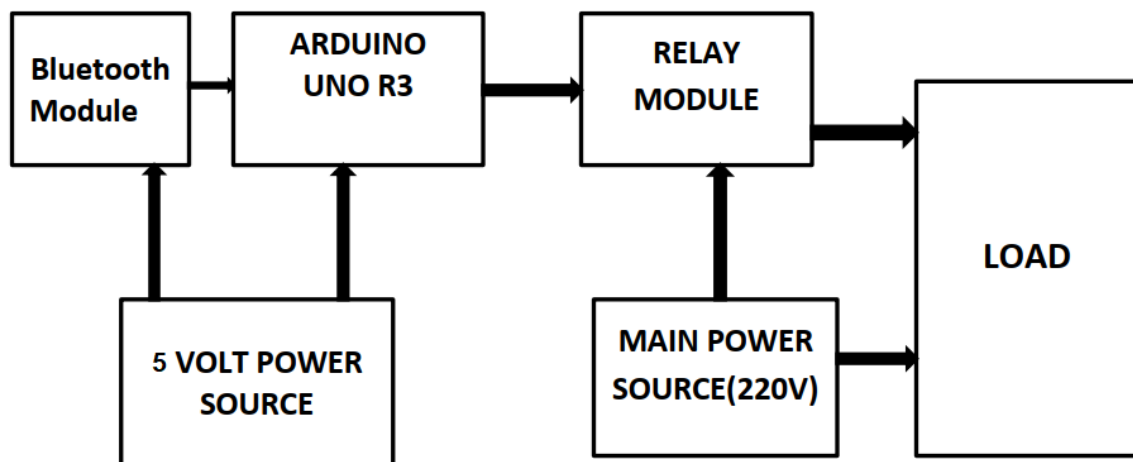 Bluetooth
Module
ARDUINO
UNO R3
RELAY
MODULE
LOAD
5 VOLT POWER
SOURCE
MAIN POWER
SOURCE(220V)